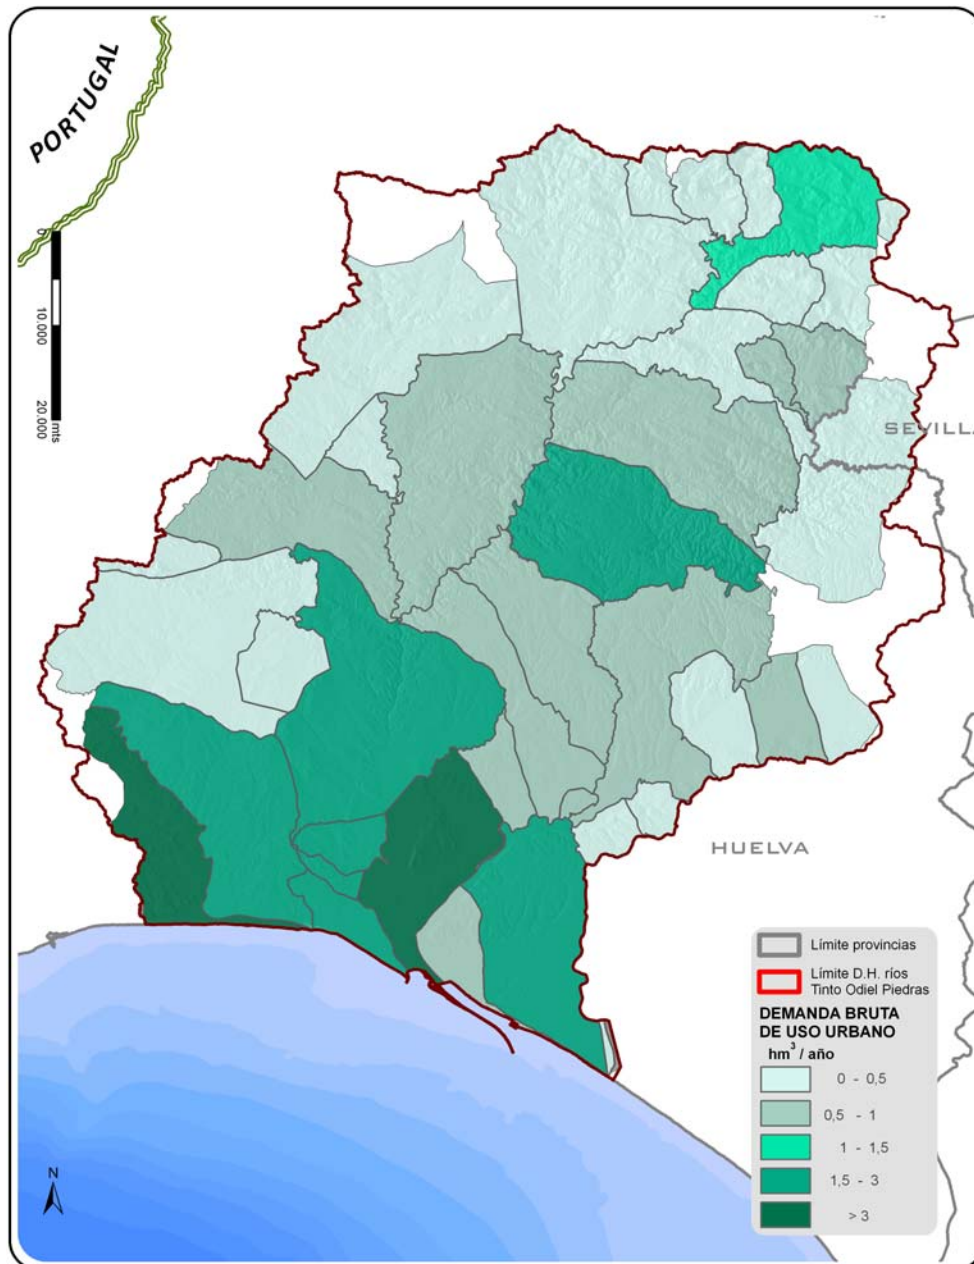 PORTUGAL
0
10.000
20.000
mts
SEVILLA
HUELVA
Límite provincias
Límite D.H. ríos
Tinto Odiel Piedras
DEMANDA BRUTA
DE USO URBANO
hm³ / año
0 - 0,5
0,5 - 1
1 - 1,5
1,5 - 3
> 3
N